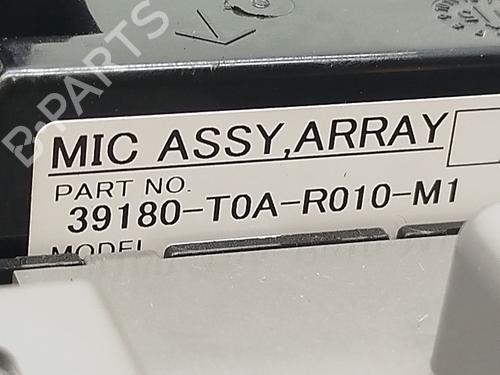 B-PARTS
MIC ASSY,ARRAY
PART NO.
39180-T0A-R010-M1
MODEL